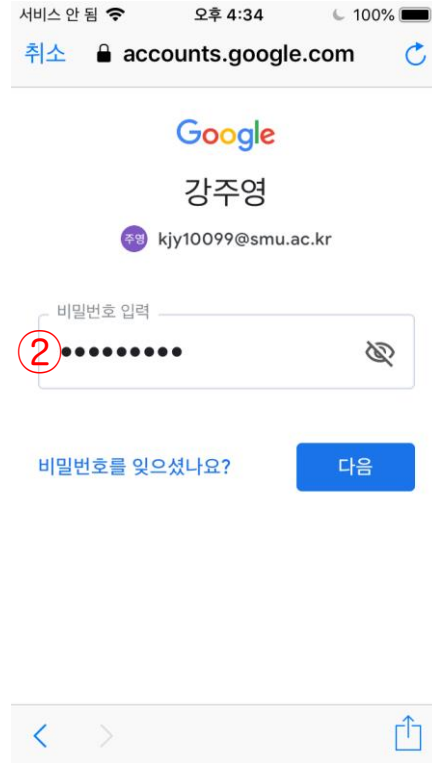 서비스 안 됨 오후 4:34 100%
취소 accounts.google.com
Google
강주영
주영 kjy10099@smu.ac.kr
비밀번호 입력
② •••••••••
비밀번호를 잊으셨나요? 다음